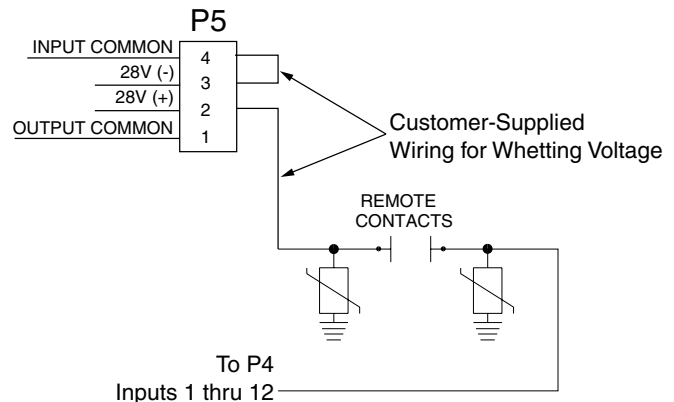 P5
INPUT COMMON
4
28V (-)
3
28V (+)
2
OUTPUT COMMON
1
Customer-Supplied
Wiring for Whetting Voltage
REMOTE
CONTACTS
To P4
Inputs 1 thru 12